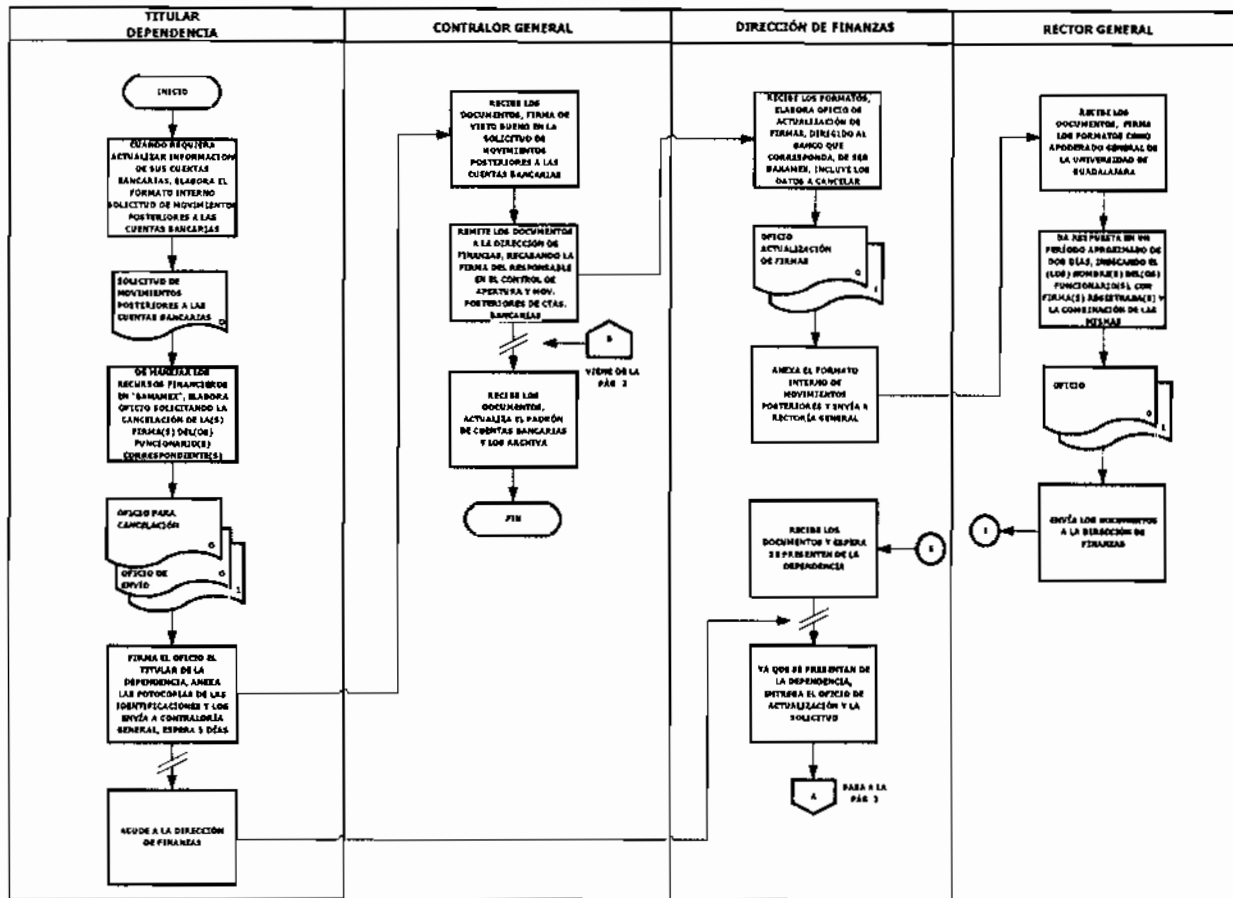 TITULAR
DEPENDENCIA
INICIO
CUANDO REQUIERA
ACTUALIZAR INFORMACIÓN
DE SUS CUENTAS
BANCARIAS, ELABORA EL
FORMATO INTERNO
SOLICITUD DE MOVIMIENTOS
POSTERIORES A LAS
CUENTAS BANCARIAS
SOLICITUD DE
MOVIMIENTOS
POSTERIORES A LAS
CUENTAS BANCARIAS
O
DE MANEJAR LOS
RECURSOS FINANCIEROS
EN "BANAMEX", ELABORA
OFICIO SOLICITANDO LA
CANCELACIÓN DE LA(S)
FIRMA(S) DEL(OS)
FUNCIONARIO(S)
CORRESPONDIENTE(S)
OFICIO PARA
CANCELACIÓN
O
OFICIO DE
ENVÍO
O
1
FIRMA EL OFICIO EL
TITULAR DE LA
DEPENDENCIA, ANEXA
LAS FOTOCOPIAS DE LAS
IDENTIFICACIONES Y LOS
ENVÍA A CONTRALORÍA
GENERAL, ESPERA 5 DÍAS
ACUDE A LA DIRECCIÓN
DE FINANZAS
CONTRALOR GENERAL
RECIBE LOS
DOCUMENTOS, FIRMA DE
VISTO BUENO EN LA
SOLICITUD DE
MOVIMIENTOS
POSTERIORES A LAS
CUENTAS BANCARIAS
REMITE LOS DOCUMENTOS
A LA DIRECCIÓN DE
FINANZAS, RECABANDO LA
FIRMA DEL RESPONSABLE
EN EL CONTROL DE
APERTURA Y MOV.
POSTERIORES DE CTAS.
BANCARIAS
B
VIENE DE LA
PÁG 2
RECIBE LOS
DOCUMENTOS,
ACTUALIZA EL PADRÓN
DE CUENTAS BANCARIAS
Y LOS ARCHIVA
FIN
DIRECCIÓN DE FINANZAS
RECIBE LOS FORMATOS,
ELABORA OFICIO DE
ACTUALIZACIÓN DE
FIRMAS, DIRIGIDO AL
BANCO QUE
CORRESPONDA, DE SER
BANAMEX, INCLUYE LOS
DATOS A CANCELAR
OFICIO
ACTUALIZACIÓN
DE FIRMAS
O
1
ANEXA EL FORMATO
INTERNO DE
MOVIMIENTOS
POSTERIORES Y ENVÍA A
RECTORÍA GENERAL
RECIBE LOS
DOCUMENTOS Y ESPERA
SE PRESENTEN DE LA
DEPENDENCIA
YA QUE SE PRESENTAN DE
LA DEPENDENCIA,
ENTREGA EL OFICIO DE
ACTUALIZACIÓN Y LA
SOLICITUD
A
PASA A LA
PÁG 2
RECTOR GENERAL
RECIBE LOS
DOCUMENTOS, FIRMA
LOS FORMATOS COMO
APODERADO GENERAL DE
LA UNIVERSIDAD DE
GUADALAJARA
DA RESPUESTA EN UN
PERÍODO APROXIMADO DE
DOS DÍAS, INDICANDO EL
(LOS) NOMBRE(S) DEL(OS)
FUNCIONARIO(S), CON
FIRMA(S) REGISTRADA(S) Y
LA COMBINACIÓN DE LAS
MISMAS
OFICIO
O
1
ENVÍA LOS DOCUMENTOS
A LA DIRECCIÓN DE
FINANZAS